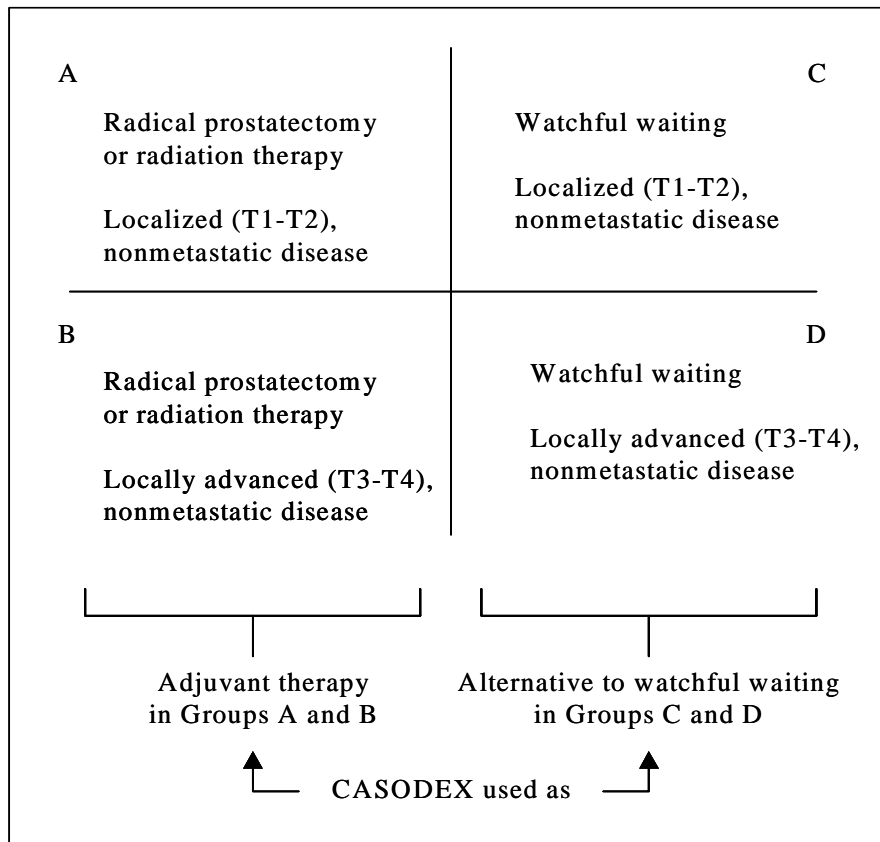 A
Radical prostatectomy
or radiation therapy
Localized (T1-T2),
nonmetastatic disease
C
Watchful waiting
Localized (T1-T2),
nonmetastatic disease
B
Radical prostatectomy
or radiation therapy
Locally advanced (T3-T4),
nonmetastatic disease
D
Watchful waiting
Locally advanced (T3-T4),
nonmetastatic disease
Adjuvant therapy
in Groups A and B
Alternative to watchful waiting
in Groups C and D
CASODEX used as